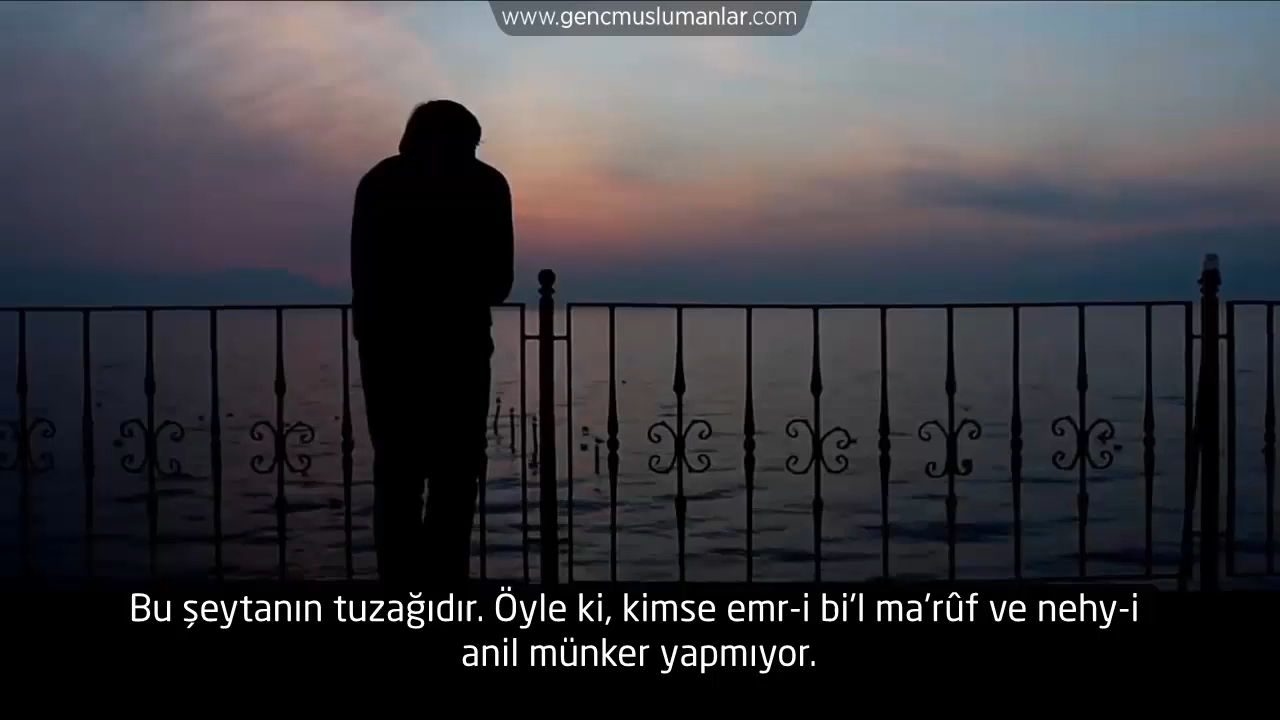 www.gencmuslumanlar.com
Bu şeytanın tuzağıdır. Öyle ki, kimse emr-i bi'l ma'rûf ve nehy-i
anil münker yapmıyor.